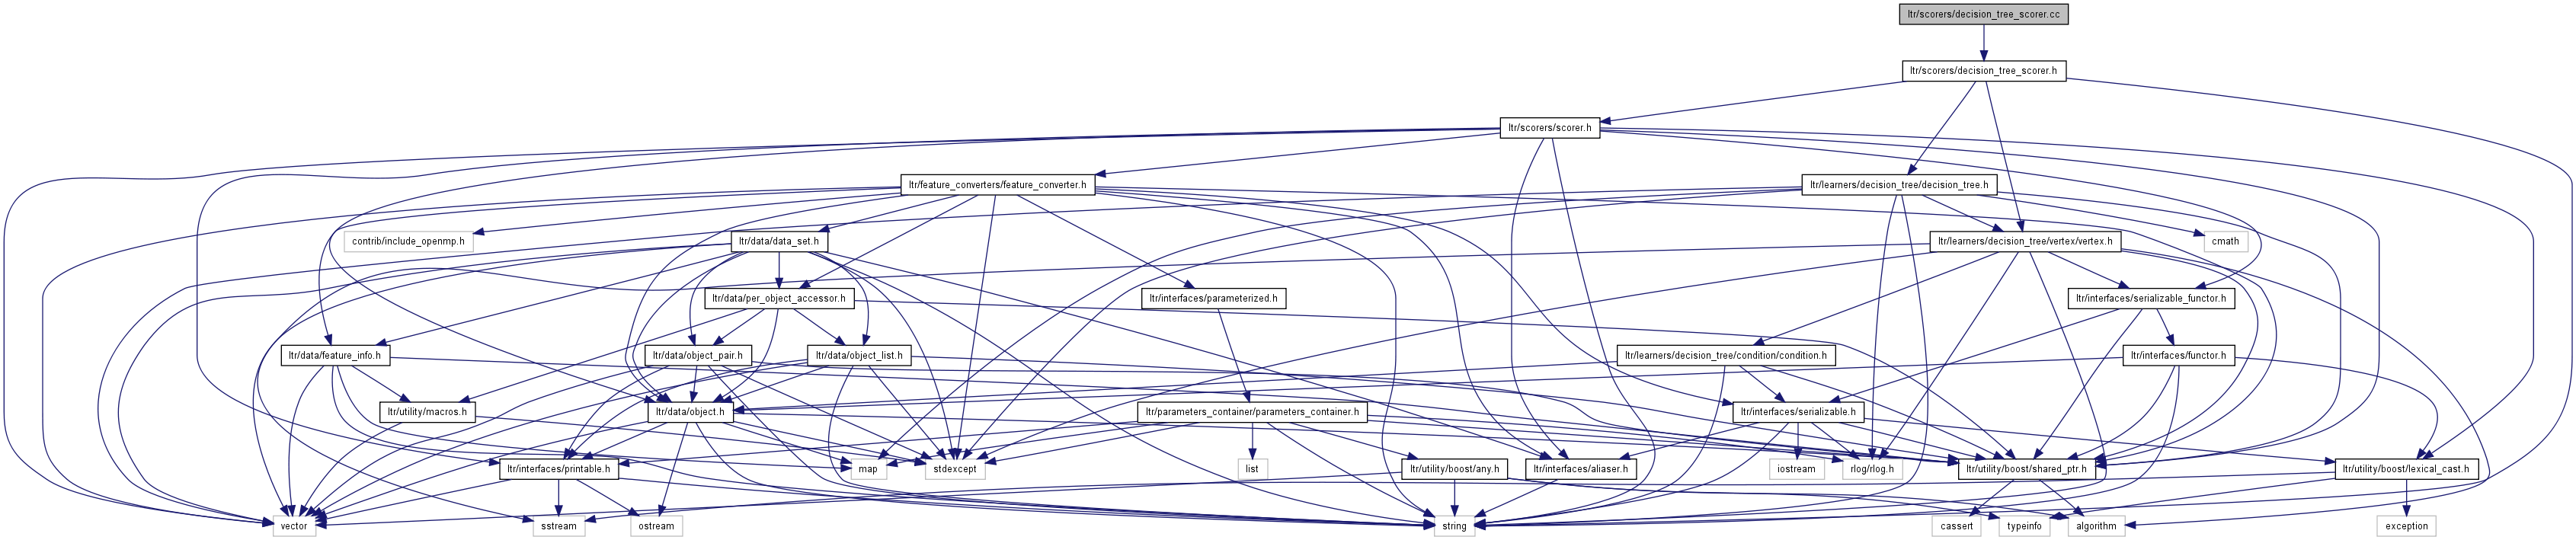 ltr/scorers/decision_tree_scorer.cc
ltr/scorers/decision_tree_scorer.h
ltr/scorers/scorer.h
ltr/feature_converters/feature_converter.h
ltr/learners/decision_tree/decision_tree.h
contrib/include_openmp.h
ltr/data/data_set.h
ltr/learners/decision_tree/vertex/vertex.h
cmath
ltr/data/per_object_accessor.h
ltr/interfaces/parameterized.h
ltr/interfaces/serializable_functor.h
ltr/data/feature_info.h
ltr/data/object_pair.h
ltr/data/object_list.h
ltr/learners/decision_tree/condition/condition.h
ltr/interfaces/functor.h
ltr/utility/macros.h
ltr/data/object.h
ltr/parameters_container/parameters_container.h
ltr/interfaces/serializable.h
ltr/interfaces/printable.h
map
stdexcept
list
ltr/utility/boost/any.h
ltr/interfaces/aliaser.h
iostream
rlog/rlog.h
ltr/utility/boost/shared_ptr.h
ltr/utility/boost/lexical_cast.h
vector
sstream
ostream
string
cassert
typeinfo
algorithm
exception